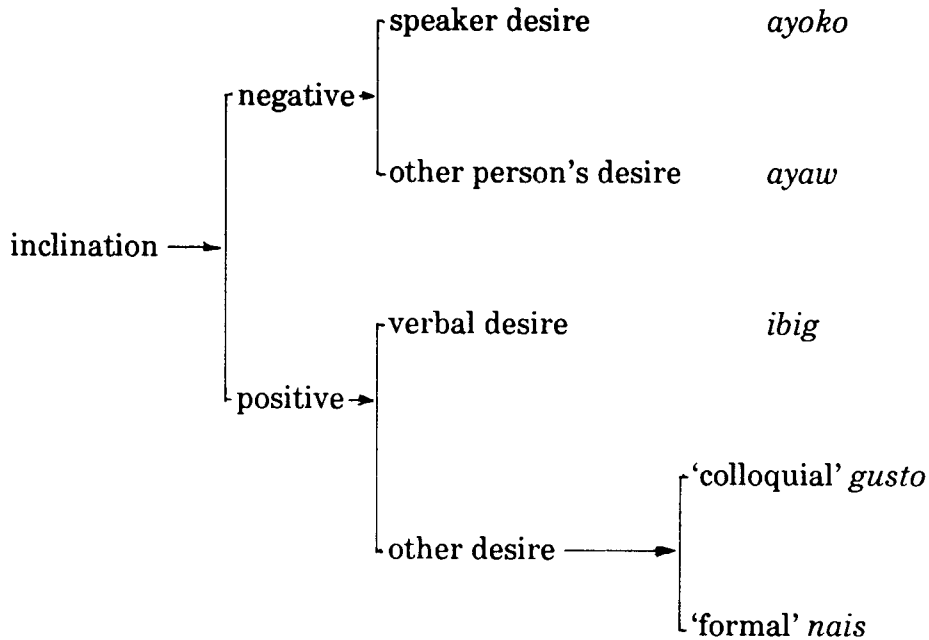 speaker desire ayoko
negative
other person's desire ayaw
inclination
verbal desire ibig
positive
'colloquial' gusto
other desire
'formal' nais